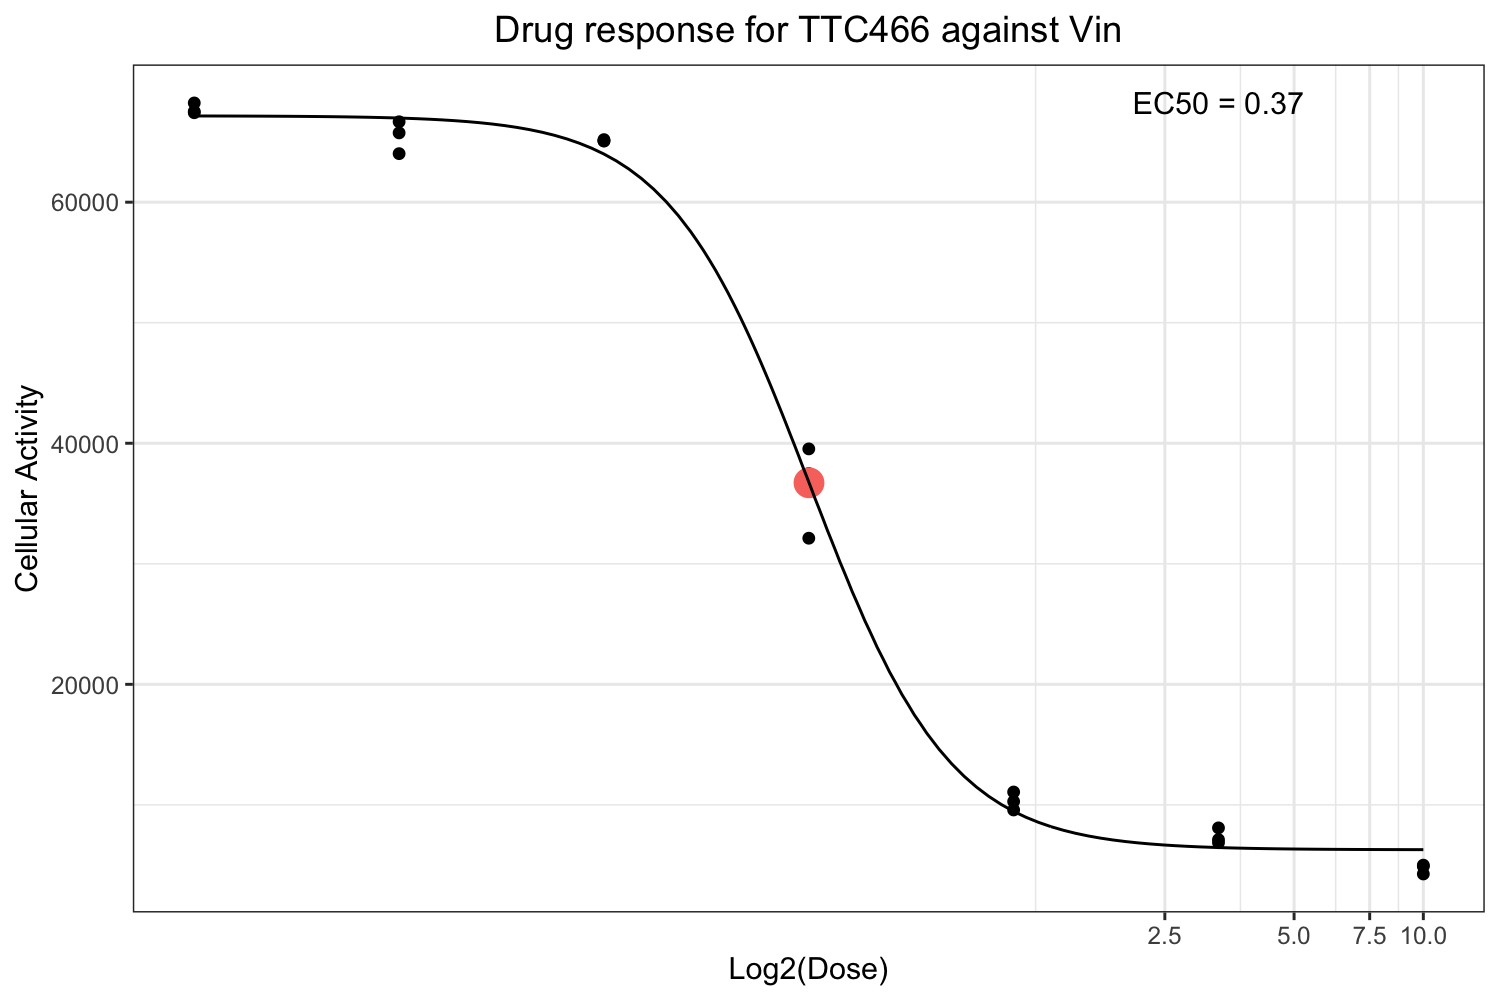 Drug response for TTC466 against Vin
EC50 = 0.37
60000
40000
20000
Cellular Activity
2.5 5.0 7.5 10.0
Log2(Dose)